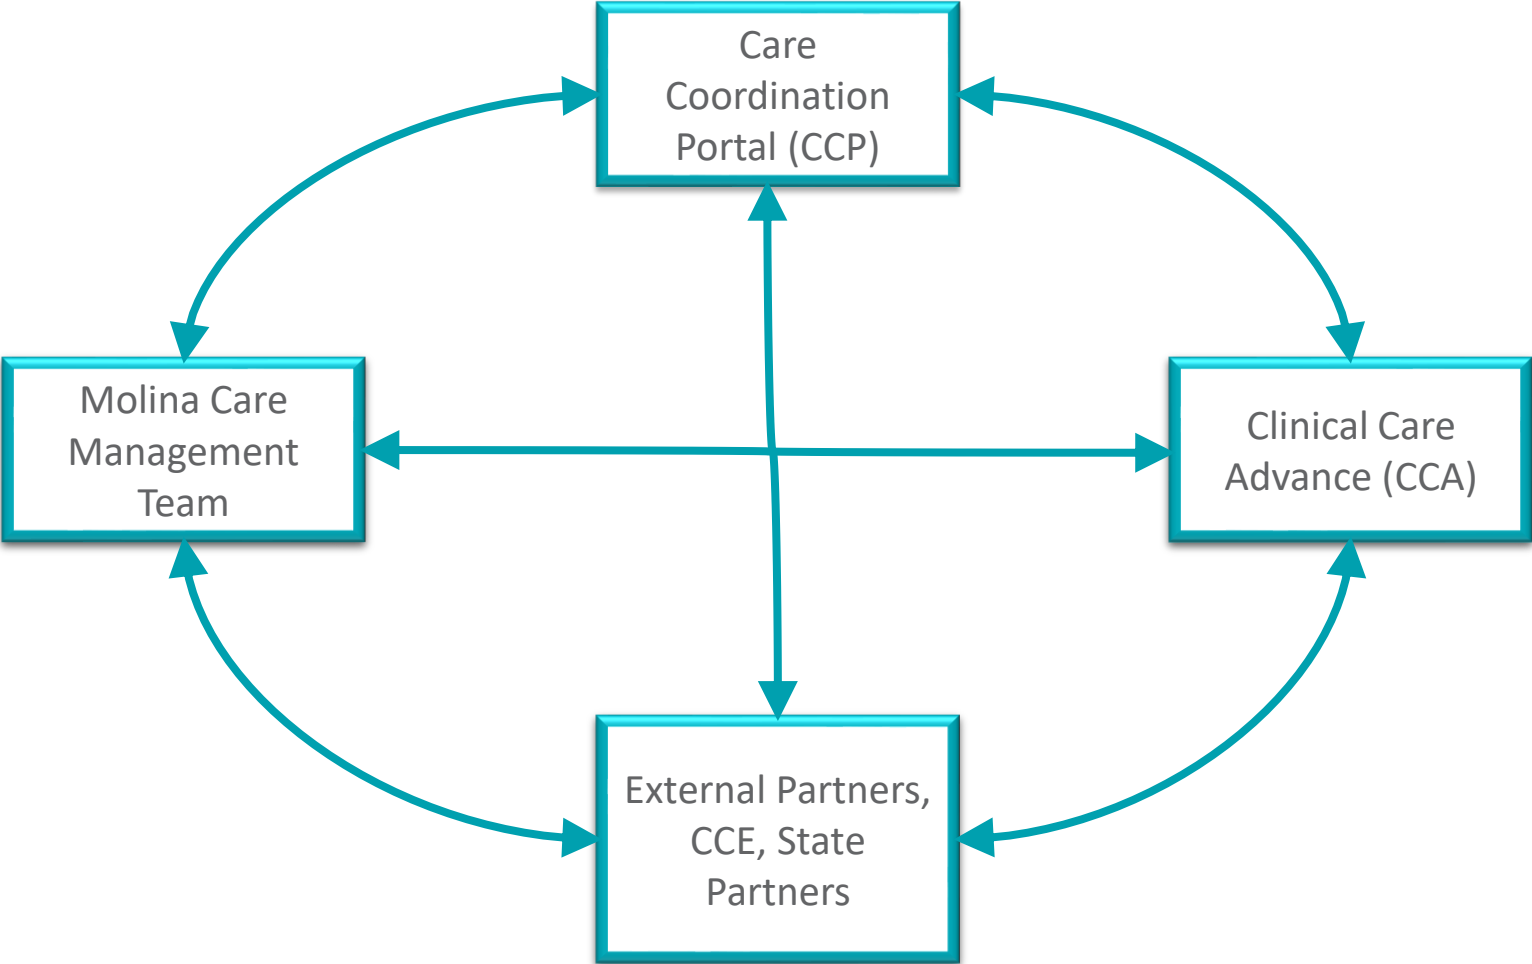 Care
Coordination
Portal (CCP)
Molina Care
Management
Team
Clinical Care
Advance (CCA)
External Partners,
CCE, State
Partners